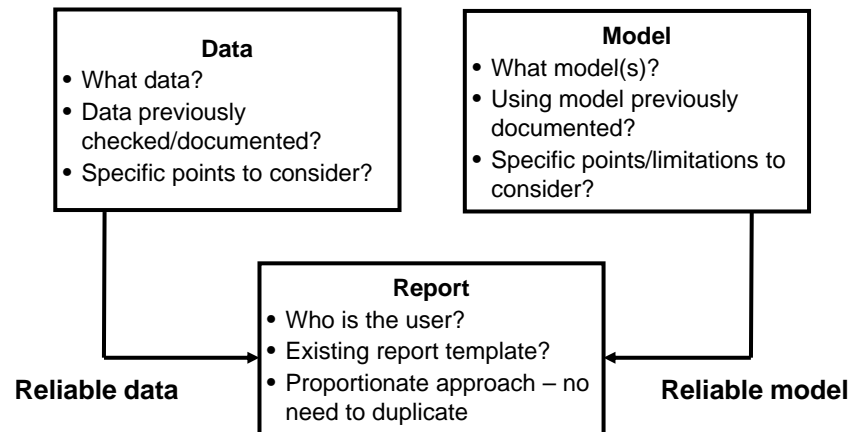 Data
• What data?
• Data previously
checked/documented?
• Specific points to consider?
Model
• What model(s)?
• Using model previously
documented?
• Specific points/limitations to
consider?
Report
• Who is the user?
• Existing report template?
• Proportionate approach – no
need to duplicate
Reliable data
Reliable model